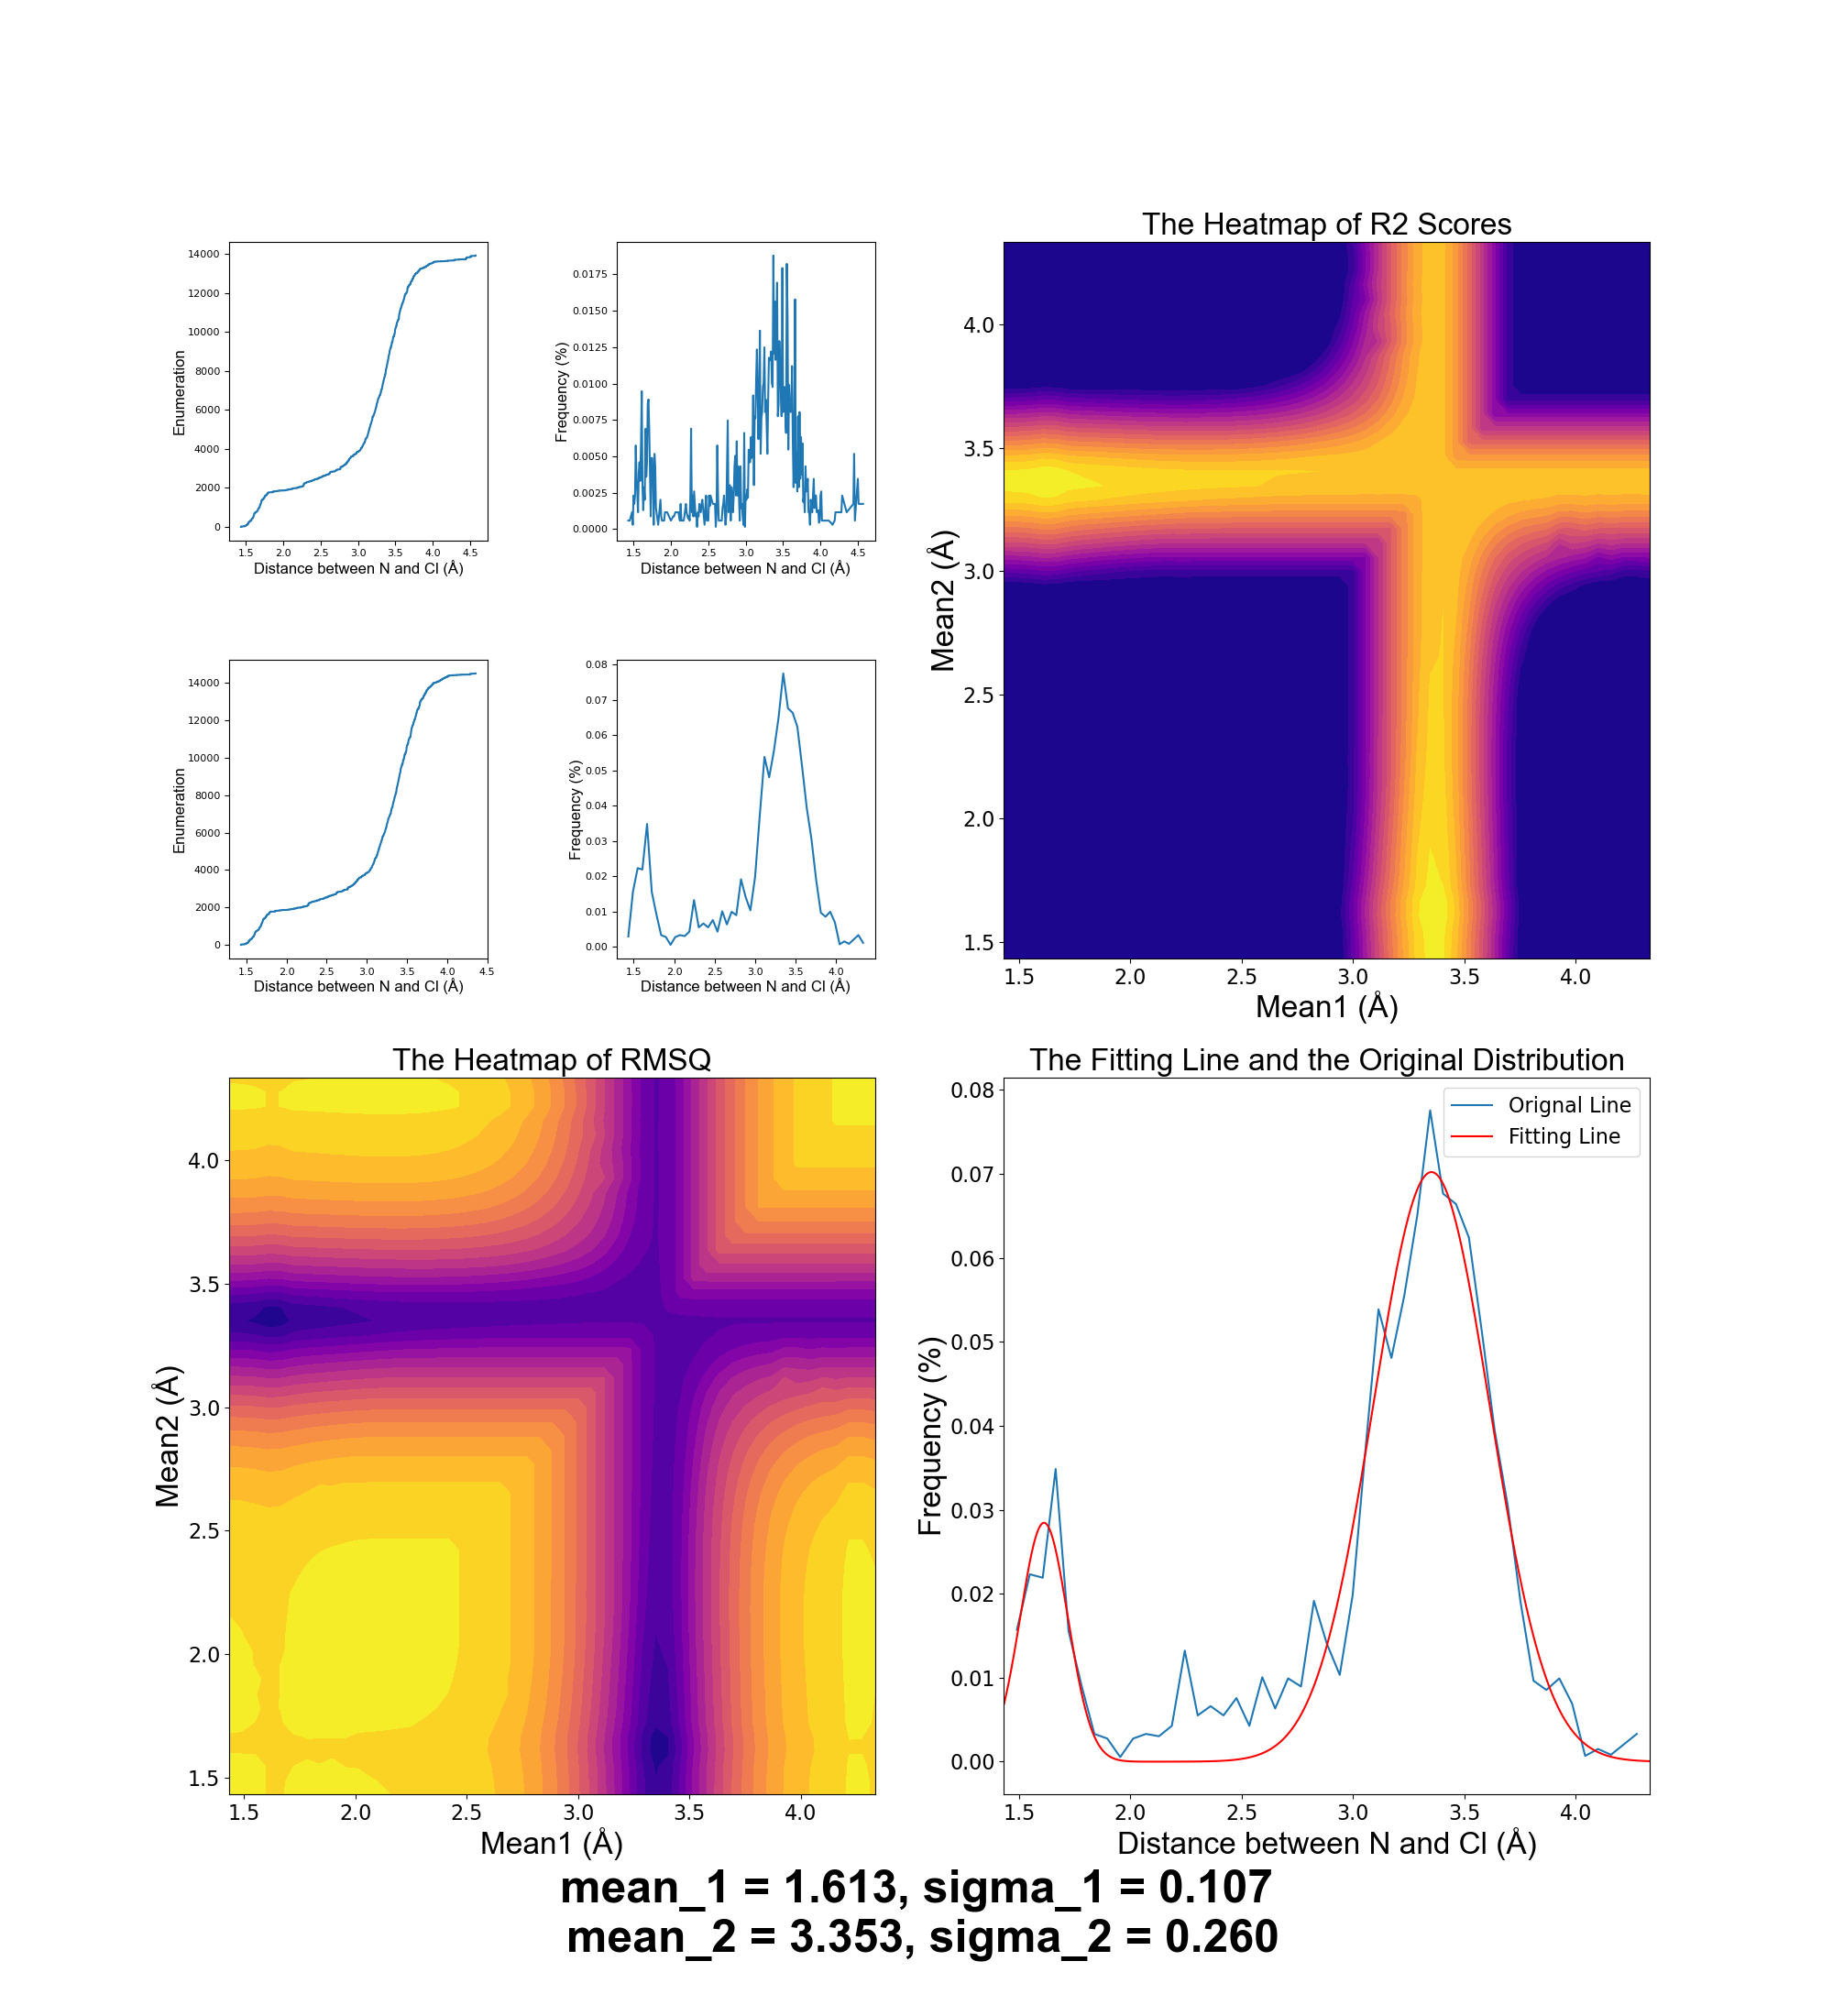 14000
12000
10000
8000
6000
4000
2000
0
Enumeration
1.5 2.0 2.5 3.0 3.5 4.0 4.5
Distance between N and Cl (Å)
0.0175
0.0150
0.0125
0.0100
0.0075
0.0050
0.0025
0.0000
Frequency (%)
1.5 2.0 2.5 3.0 3.5 4.0 4.5
Distance between N and Cl (Å)
14000
12000
10000
8000
6000
4000
2000
0
Enumeration
1.5 2.0 2.5 3.0 3.5 4.0 4.5
Distance between N and Cl (Å)
0.08
0.07
0.06
0.05
0.04
0.03
0.02
0.01
0.00
Frequency (%)
1.5 2.0 2.5 3.0 3.5 4.0
Distance between N and Cl (Å)
The Heatmap of R2 Scores
4.0
3.5
3.0
2.5
2.0
1.5
Mean2 (Å)
1.5 2.0 2.5 3.0 3.5 4.0
Mean1 (Å)
The Heatmap of RMSQ
4.0
3.5
3.0
2.5
2.0
1.5
Mean2 (Å)
1.5 2.0 2.5 3.0 3.5 4.0
Mean1 (Å)
The Fitting Line and the Original Distribution
Orignal Line
Fitting Line
0.08
0.07
0.06
0.05
0.04
0.03
0.02
0.01
0.00
Frequency (%)
1.5 2.0 2.5 3.0 3.5 4.0
Distance between N and Cl (Å)
mean_1 = 1.613, sigma_1 = 0.107
mean_2 = 3.353, sigma_2 = 0.260